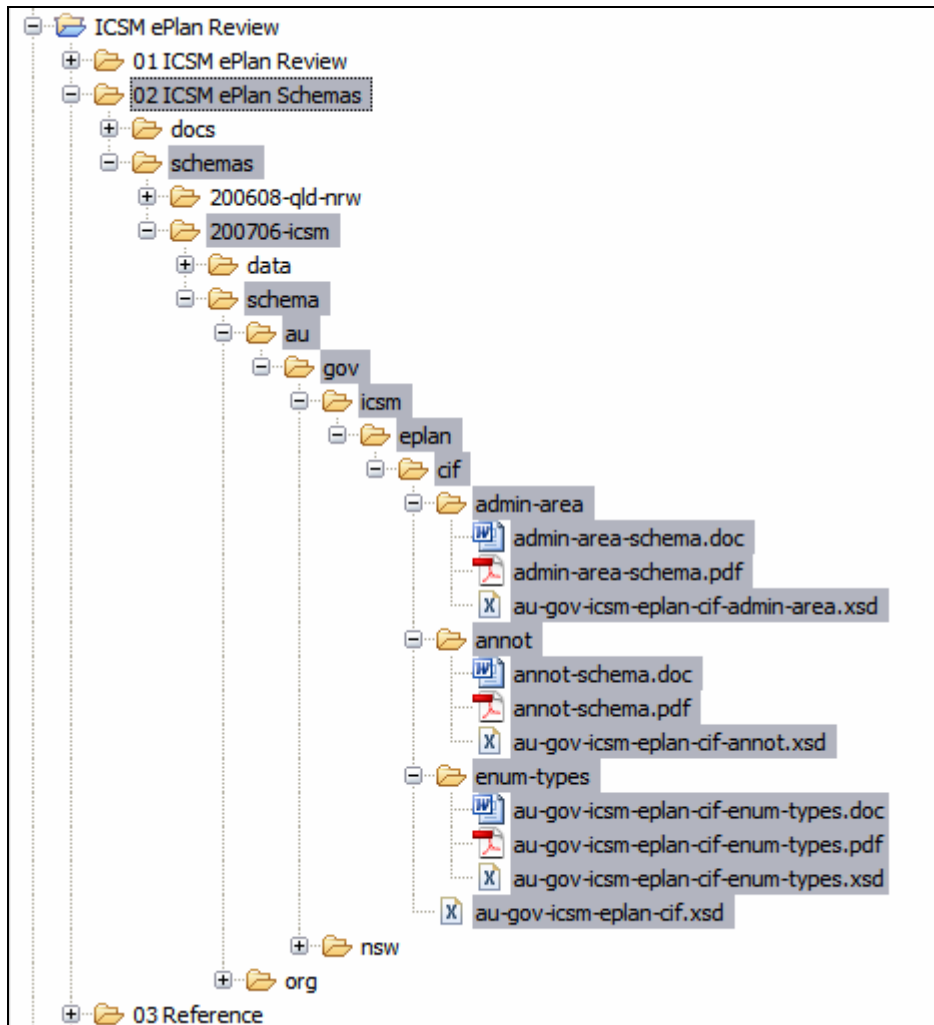 ICSM ePlan Review
01 ICSM ePlan Review
02 ICSM ePlan Schemas
docs
schemas
200608-qld-nrw
200706-icsm
data
schema
au
gov
icsm
eplan
cif
admin-area
admin-area-schema.doc
admin-area-schema.pdf
au-gov-icsm-eplan-cif-admin-area.xsd
annot
annot-schema.doc
annot-schema.pdf
au-gov-icsm-eplan-cif-annot.xsd
enum-types
au-gov-icsm-eplan-cif-enum-types.doc
au-gov-icsm-eplan-cif-enum-types.pdf
au-gov-icsm-eplan-cif-enum-types.xsd
au-gov-icsm-eplan-cif.xsd
nsw
org
03 Reference